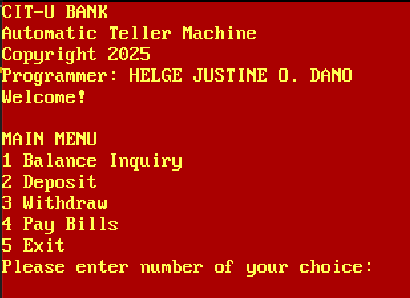 CIT-U BANK
Automatic Teller Machine
Copyright 2025
Programmer: HELGE JUSTINE O. DANO
Welcome!
MAIN MENU
1 Balance Inquiry
2 Deposit
3 Withdraw
4 Pay Bills
5 Exit
Please enter number of your choice: